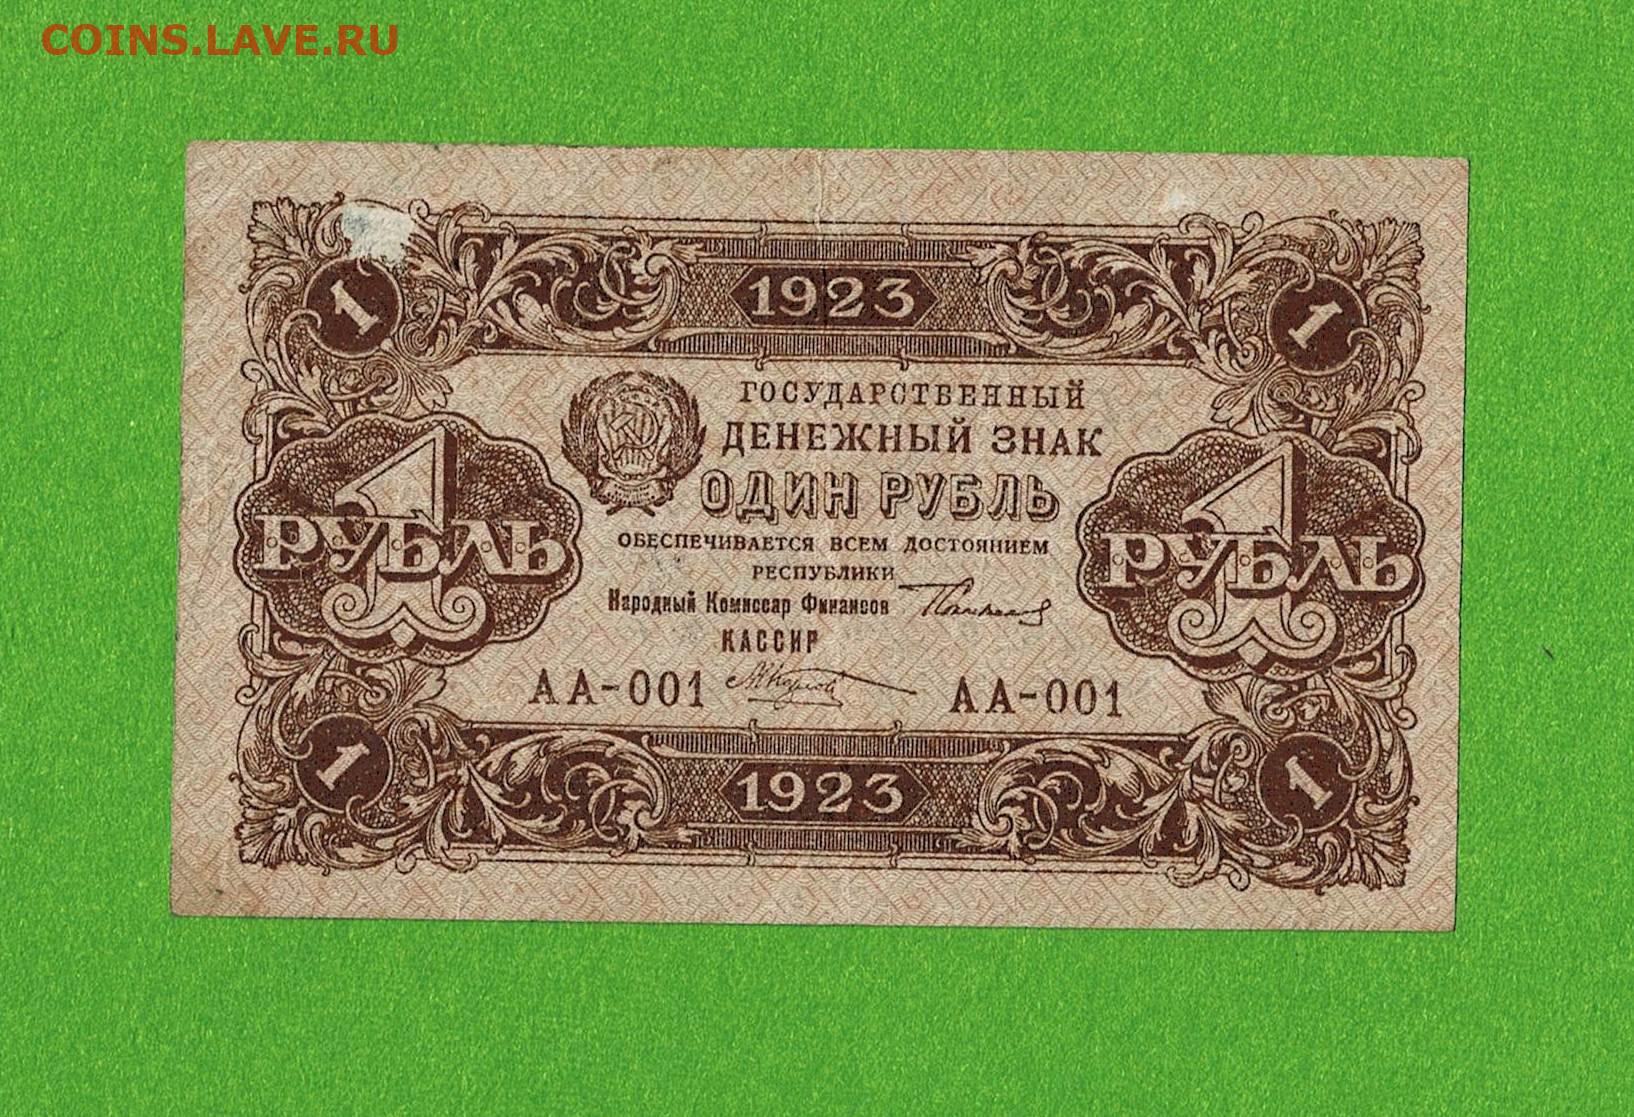 COINS.LAVE.RU
1923
1
1
ГОСУДАРСТВЕННЫЙ
ДЕНЕЖНЫЙ ЗНАК
ОДИН РУБЛЬ
1 РУБЛЬ
1 РУБЛЬ
ОБЕСПЕЧИВАЕТСЯ ВСЕМ ДОСТОЯНИЕМ
РЕСПУБЛИКИ
Народный Комиссар Финансов
КАССИР
АА-001
АА-001
1
1923
1